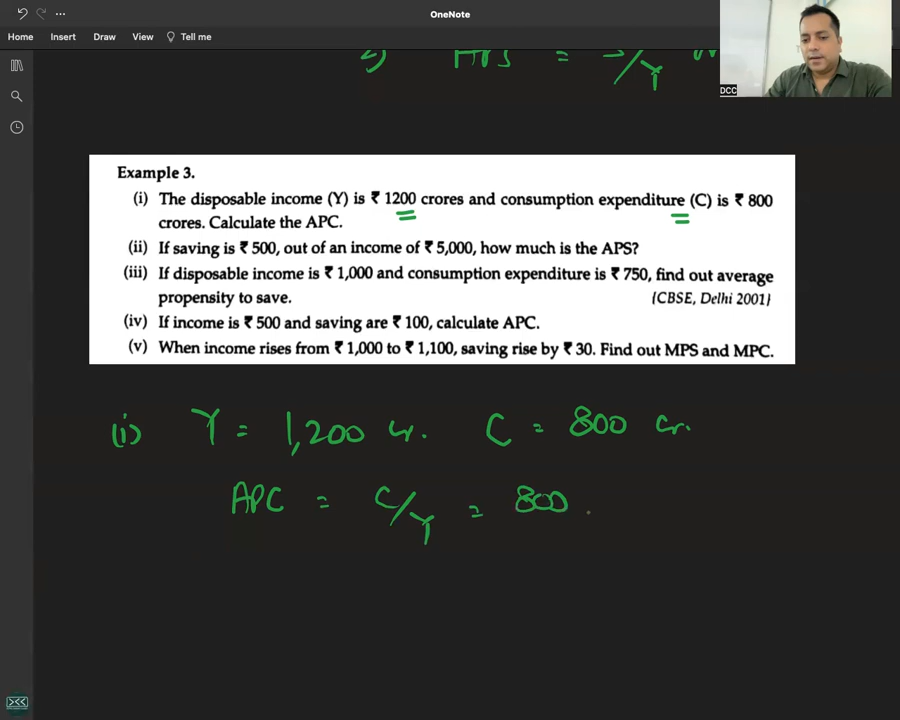 OneNote
Home Insert Draw View Tell me
= S/Y
DCC
Example 3.
(i) The disposable income (Y) is ₹ 1200 crores and consumption expenditure (C) is ₹ 800
crores. Calculate the APC.
(ii) If saving is ₹ 500, out of an income of ₹ 5,000, how much is the APS?
(iii) If disposable income is ₹ 1,000 and consumption expenditure is ₹ 750, find out average
propensity to save. {CBSE, Delhi 2001}
(iv) If income is ₹ 500 and saving are ₹ 100, calculate APC.
(v) When income rises from ₹ 1,000 to ₹ 1,100, saving rise by ₹ 30. Find out MPS and MPC.
(i) Y = 1,200 Cr. C = 800 Cr.
APC = C/Y = 800